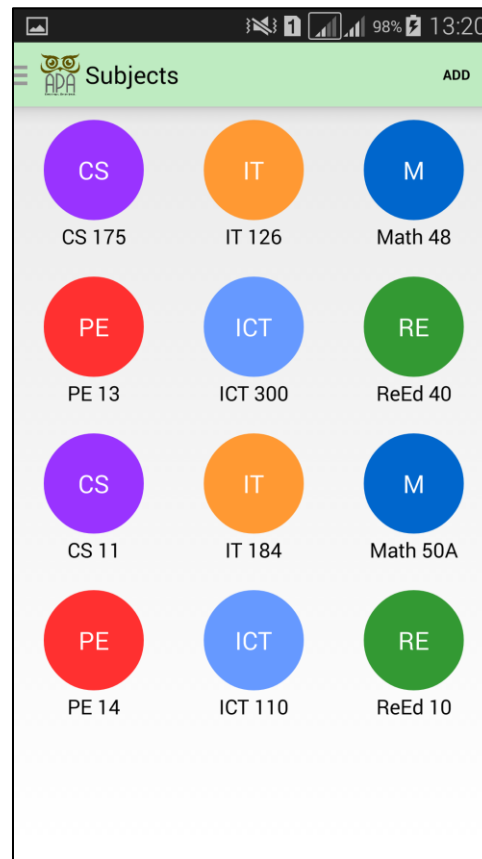 1 98% 13:20
APA Subjects ADD
CS IT M
CS 175 IT 126 Math 48
PE ICT RE
PE 13 ICT 300 ReEd 40
CS IT M
CS 11 IT 184 Math 50A
PE ICT RE
PE 14 ICT 110 ReEd 10